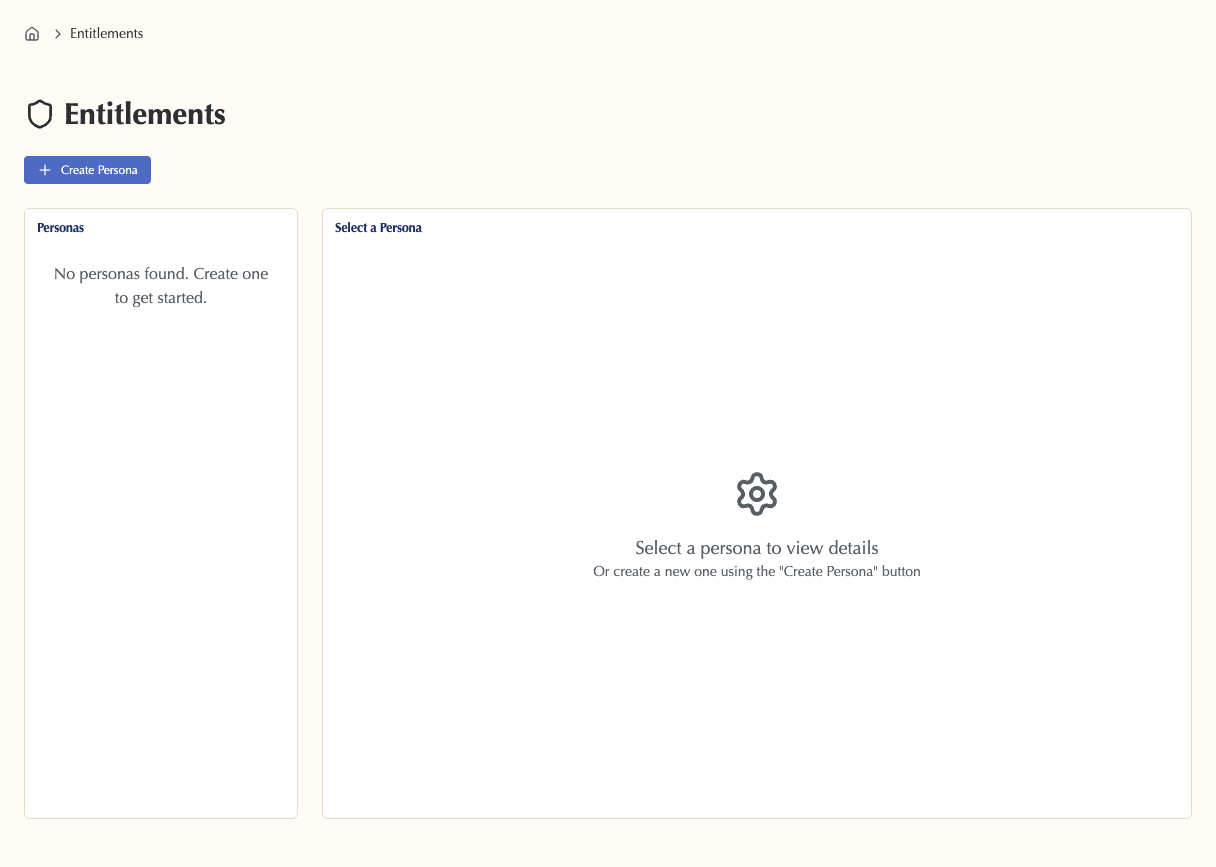 Entitlements
Entitlements
Create Persona
Personas
No personas found. Create one
to get started.
Select a Persona
Select a persona to view details
Or create a new one using the "Create Persona" button